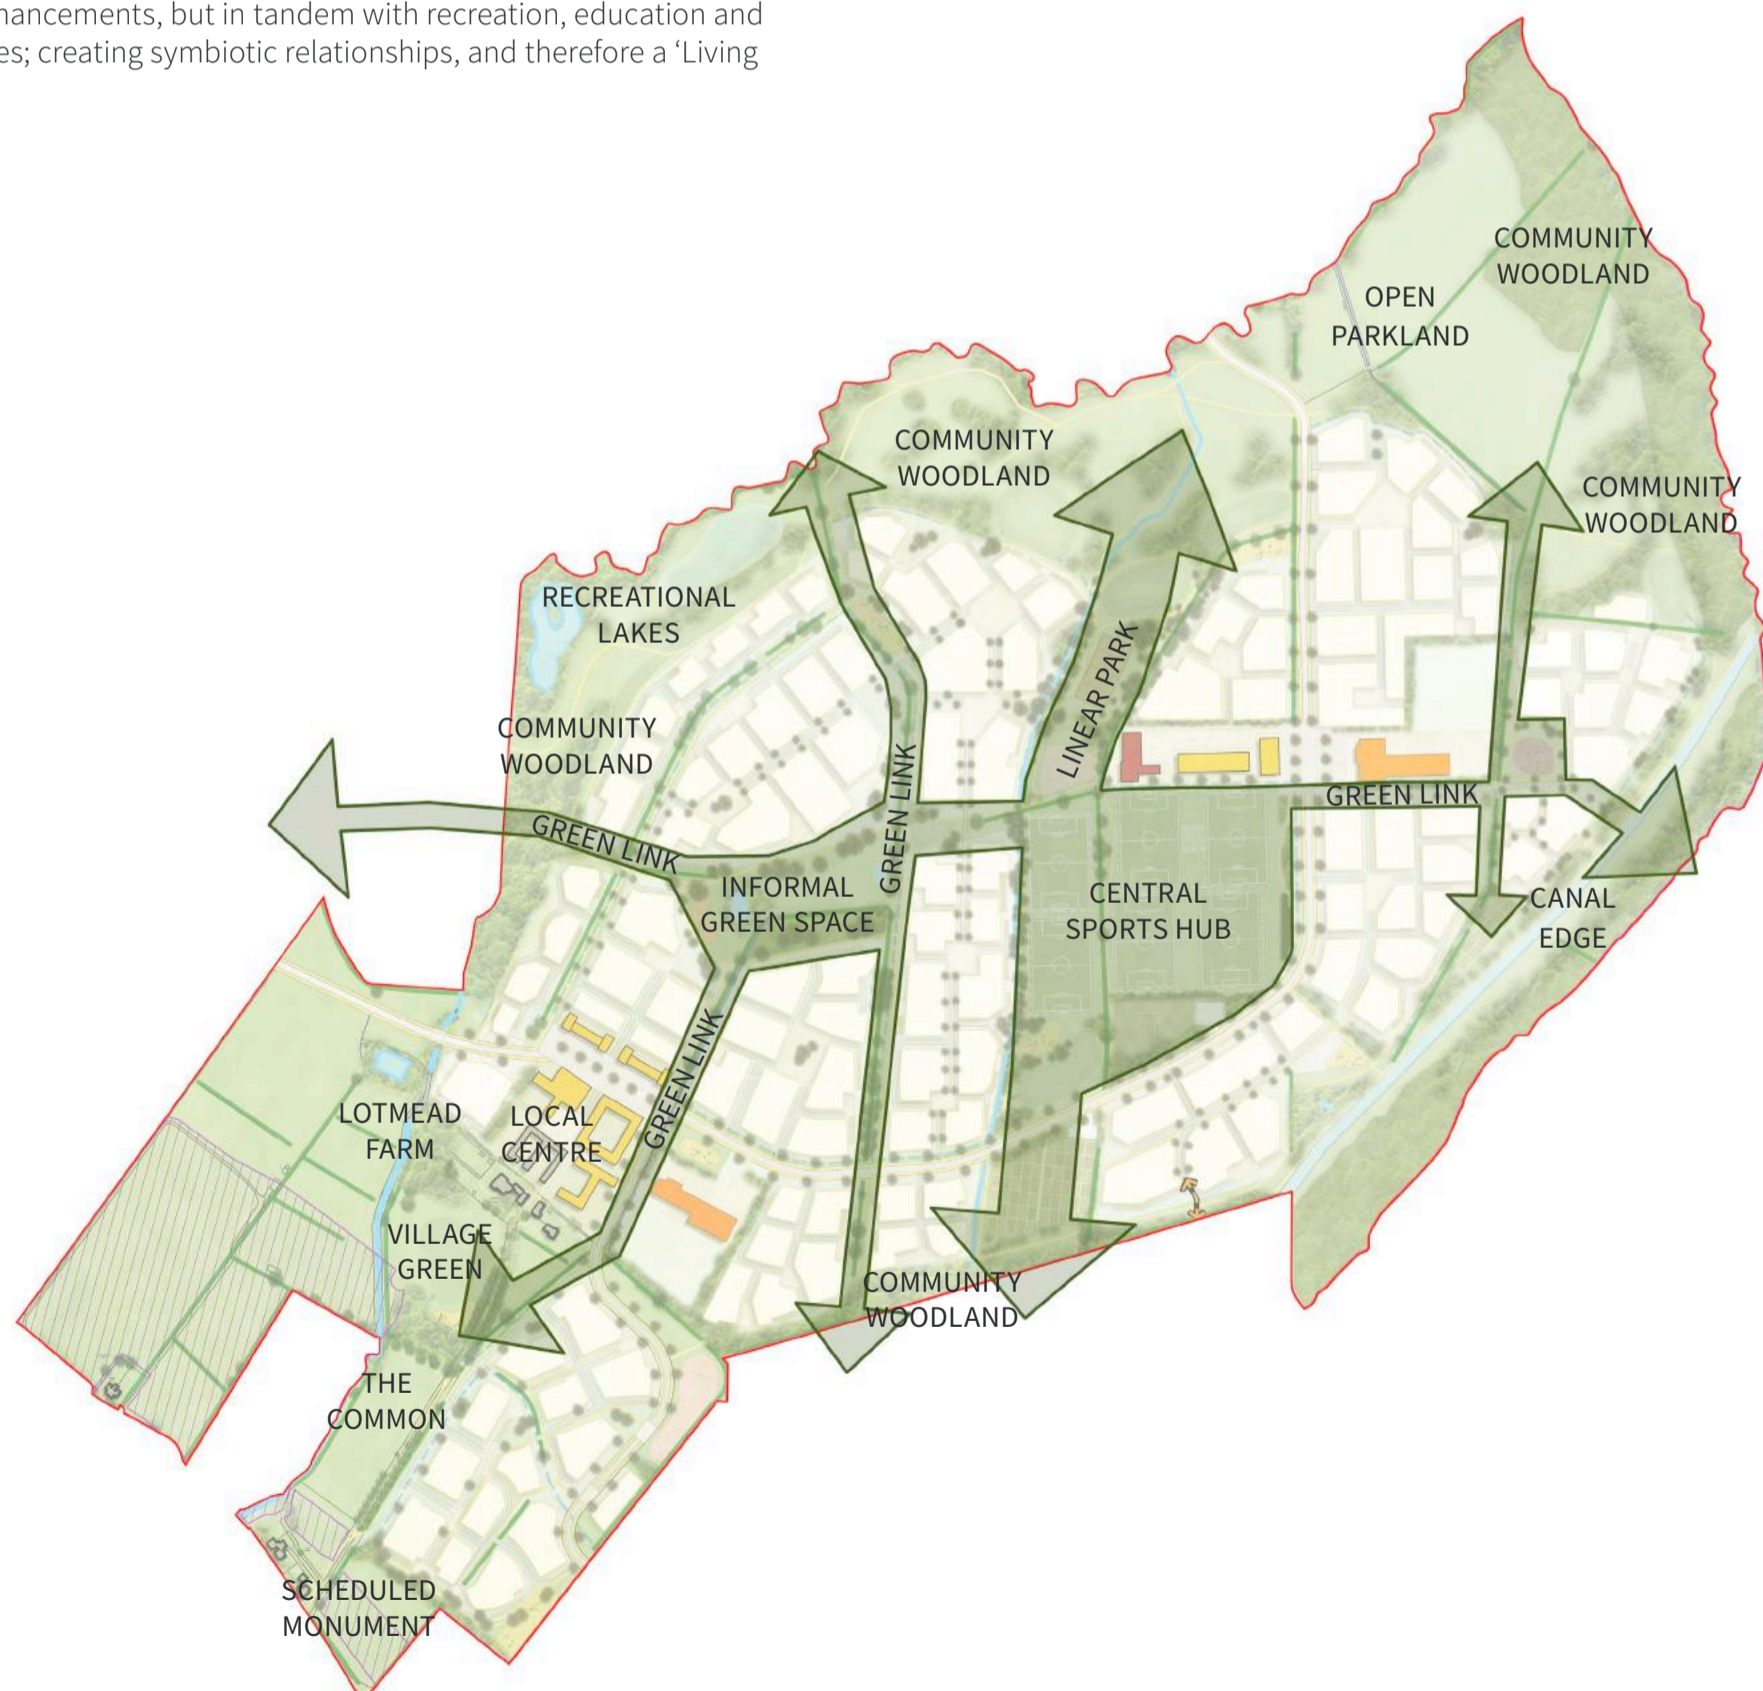 nancements, but in tandem with recreation, education and
es; creating symbiotic relationships, and therefore a ‘Living
COMMUNITY
WOODLAND
OPEN
PARKLAND
COMMUNITY
WOODLAND
COMMUNITY
WOODLAND
RECREATIONAL
LAKES
LINEAR PARK
COMMUNITY
WOODLAND
GREEN LINK
GREEN LINK
GREEN LINK
INFORMAL
GREEN SPACE
CENTRAL
SPORTS HUB
CANAL
EDGE
GREEN LINK
LOTMEAD
FARM
LOCAL
CENTRE
VILLAGE
GREEN
COMMUNITY
WOODLAND
THE
COMMON
SCHEDULED
MONUMENT